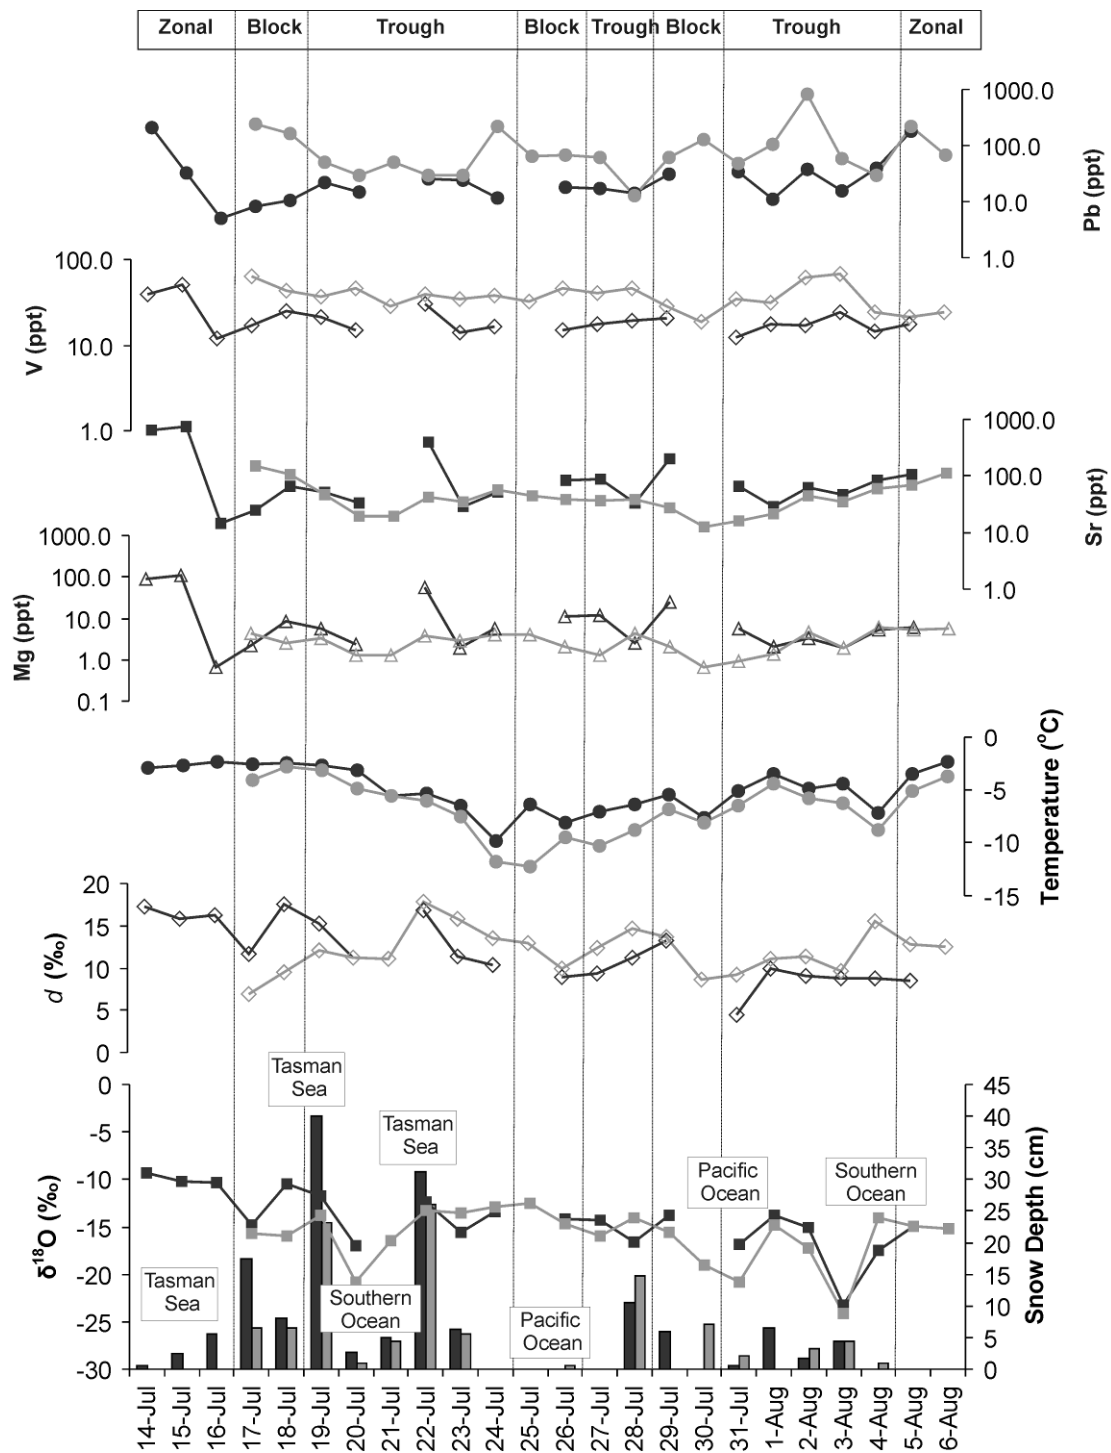 Zonal Block Trough Block Trough Block Trough Zonal
1000.0
100.0
10.0
1.0
Pb (ppt)
100.0
10.0
1.0
V (ppt)
1000.0
100.0
10.0
1.0
Sr (ppt)
1000.0
100.0
10.0
1.0
0.1
Mg (ppt)
0
-5
-10
-15
Temperature (°C)
20
15
10
5
0
d (‰)
Tasman
Sea
Tasman
Sea
Pacific
Ocean
Southern
Ocean
Tasman
Sea
Southern
Ocean
Pacific
Ocean
0
-5
-10
-15
-20
-25
-30
δ¹⁸O (‰)
45
40
35
30
25
20
15
10
5
0
Snow Depth (cm)
14-Jul
15-Jul
16-Jul
17-Jul
18-Jul
19-Jul
20-Jul
21-Jul
22-Jul
23-Jul
24-Jul
25-Jul
26-Jul
27-Jul
28-Jul
29-Jul
30-Jul
31-Jul
1-Aug
2-Aug
3-Aug
4-Aug
5-Aug
6-Aug